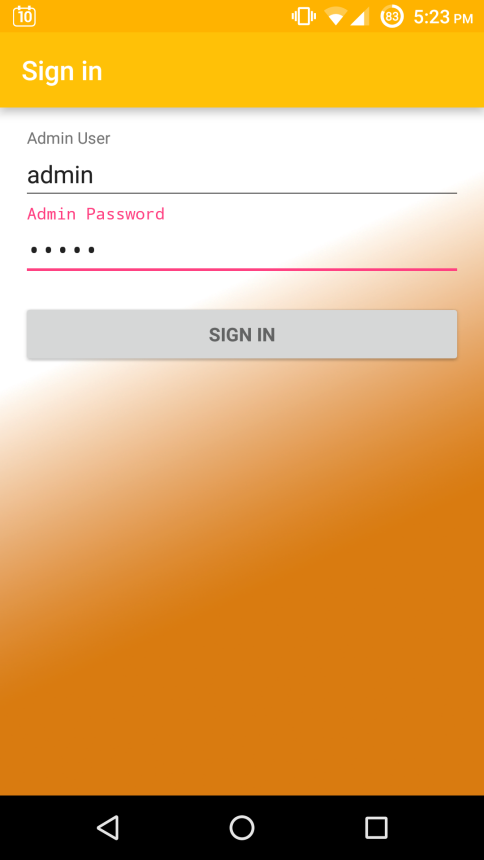 10
83
5:23 PM
Sign in
Admin User
admin
Admin Password
•••••
SIGN IN